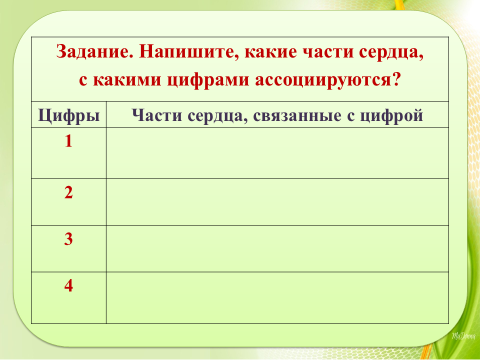 Задание. Напишите, какие части сердца,
с какими цифрами ассоциируются?
Цифры Части сердца, связанные с цифрой
1
2
3
4